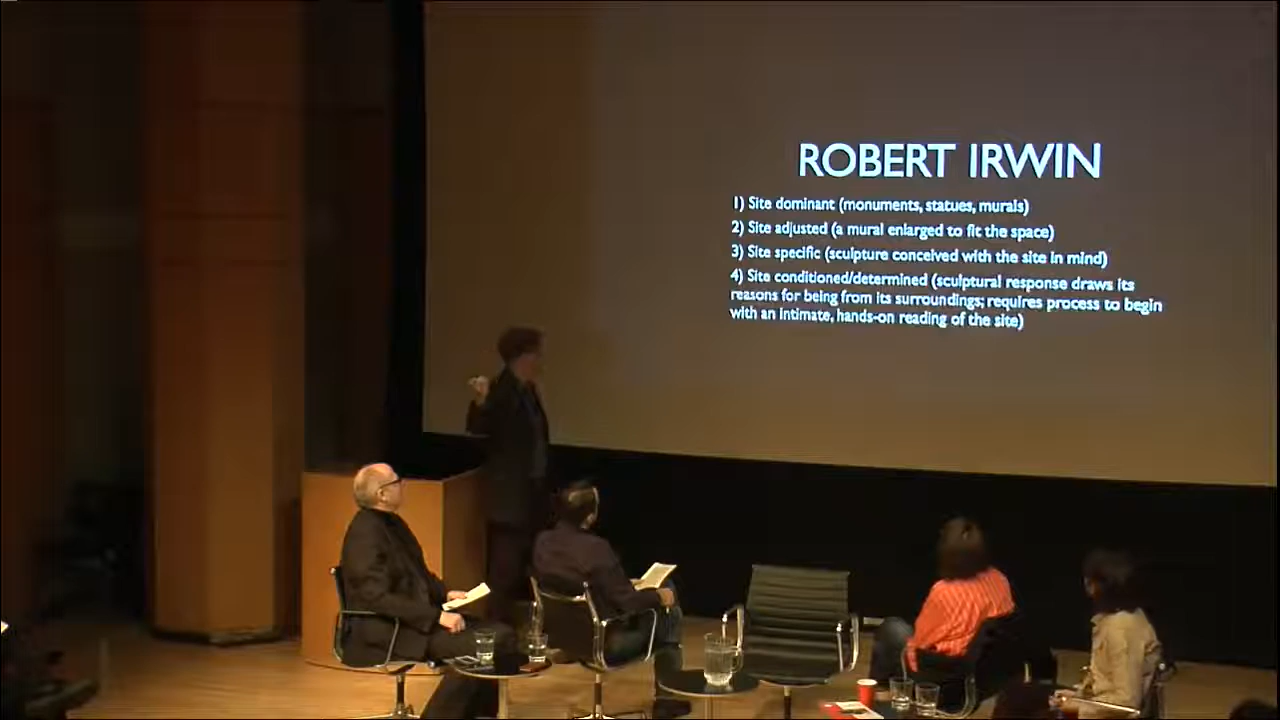 ROBERT IRWIN
1) Site dominant (monuments, statues, murals)
2) Site adjusted (a mural enlarged to fit the space)
3) Site specific (sculpture conceived with the site in mind)
4) Site conditioned/determined (sculptural response draws its
reasons for being from its surroundings; requires process to begin
with an intimate, hands-on reading of the site)